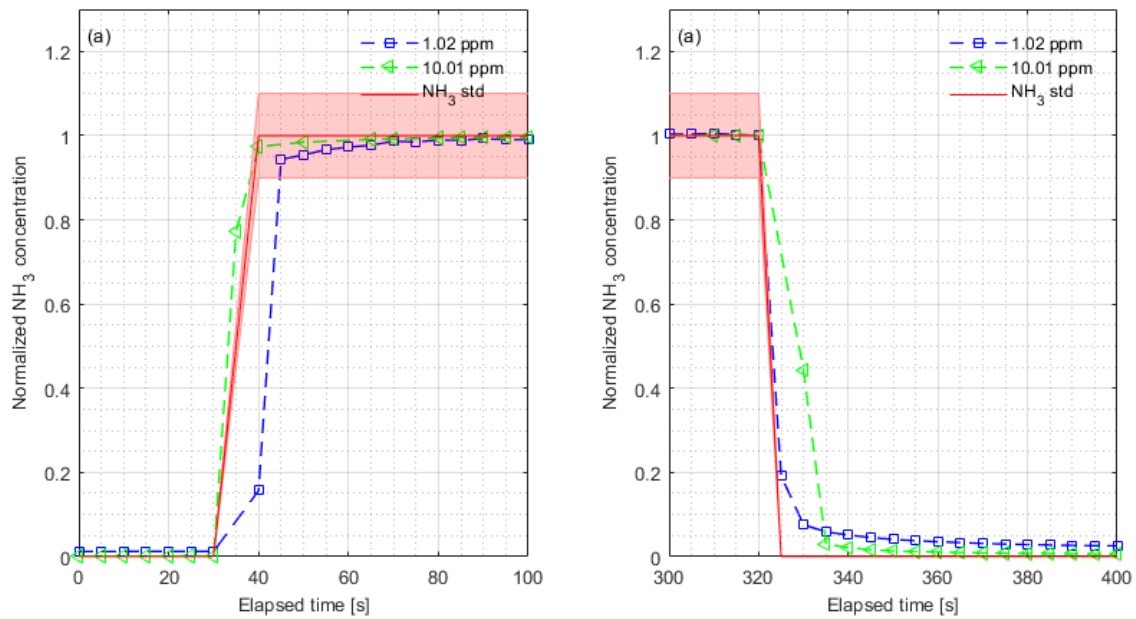 (a)
1.02 ppm
10.01 ppm
NH3 std
1.2
1
0.8
0.6
0.4
0.2
0
Normalized NH3 concentration
0 20 40 60 80 100
Elapsed time [s]
(a)
1.02 ppm
10.01 ppm
NH3 std
1.2
1
0.8
0.6
0.4
0.2
0
Normalized NH3 concentration
300 320 340 360 380 400
Elapsed time [s]